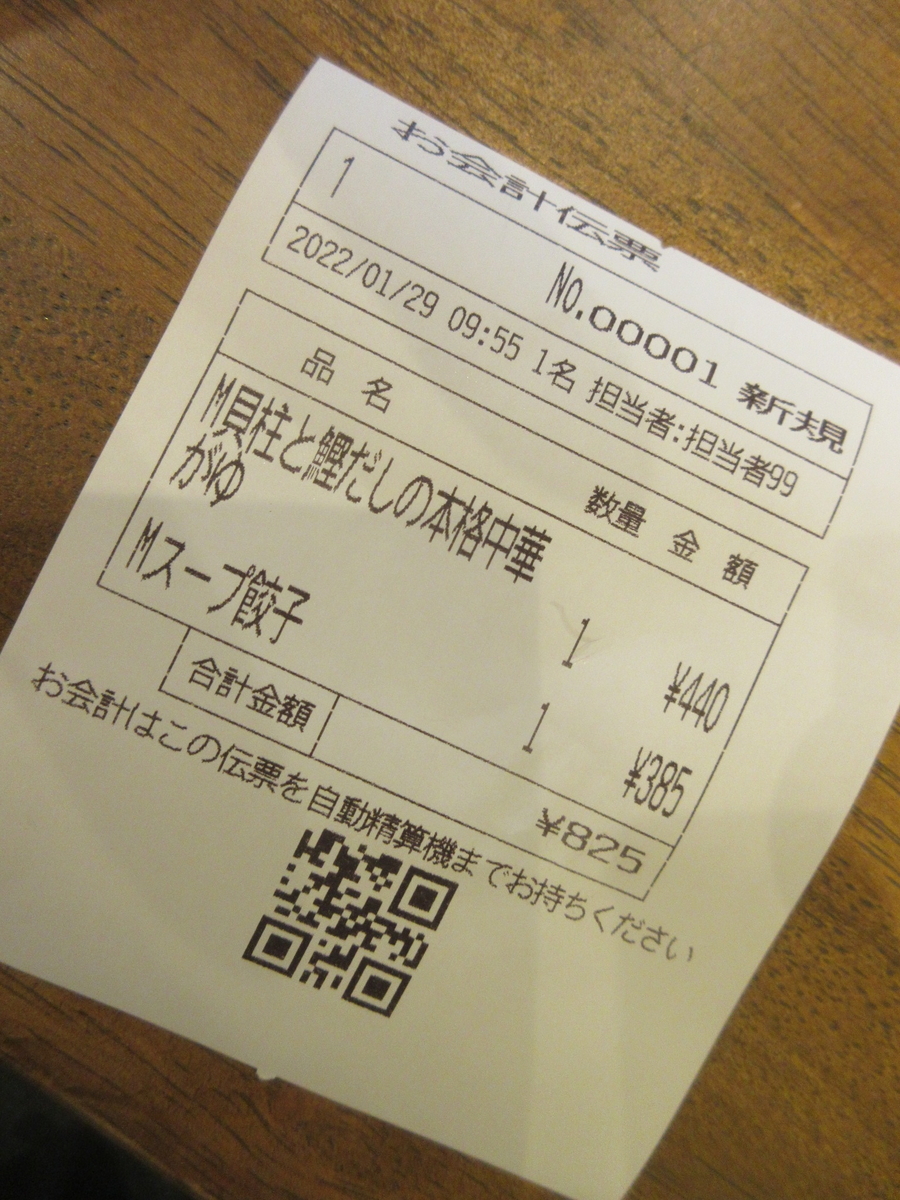 お会計伝票
1 No.00001 新規
2022/01/29 09:55 1名 担当者:担当者99
品 名 数量 金 額
M貝柱と鰹だしの本格中華
がゆ 1 ¥440
Mスープ餃子 1 ¥385
合計金額 ¥825
お会計はこの伝票を自動精算機までお持ちください